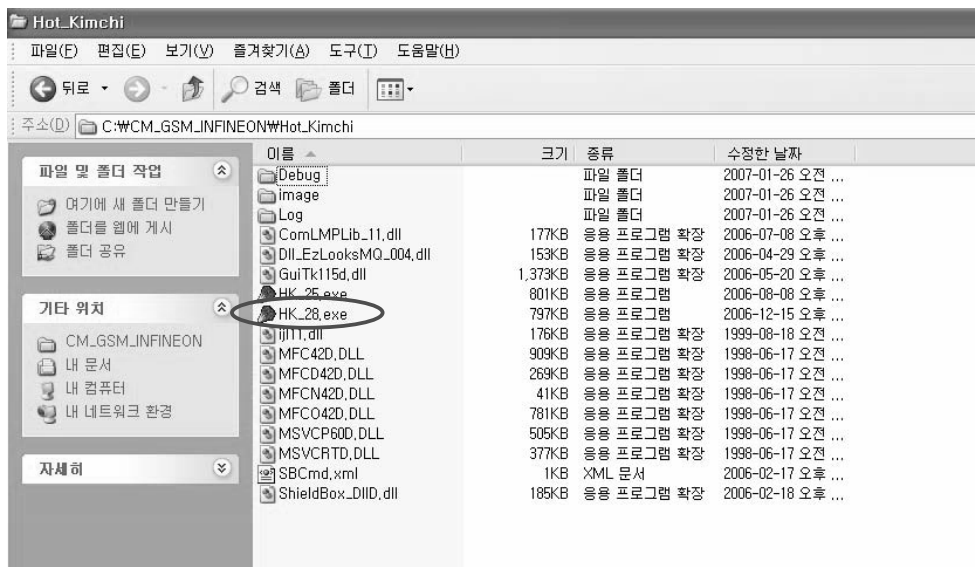 Hot_Kimchi
파일(F) 편집(E) 보기(V) 즐겨찾기(A) 도구(T) 도움말(H)
뒤로 검색 폴더
주소(D) C:₩CM_GSM_INFINEON₩Hot_Kimchi
파일 및 폴더 작업
여기에 새 폴더 만들기
폴더를 웹에 게시
폴더 공유
기타 위치
CM_GSM_INFINEON
내 문서
내 컴퓨터
내 네트워크 환경
자세히
이름 크기 종류 수정한 날짜
Debug 파일 폴더 2007-01-26 오전 ...
image 파일 폴더 2007-01-26 오전 ...
Log 파일 폴더 2007-01-26 오전 ...
ComLMPLib_11.dll 177KB 응용 프로그램 확장 2006-07-08 오후 ...
Dll_EzLooksMQ_004.dll 153KB 응용 프로그램 확장 2006-04-29 오후 ...
GuiTk115d.dll 1,373KB 응용 프로그램 확장 2006-05-20 오후 ...
HK_25.exe 801KB 응용 프로그램 2006-08-08 오후 ...
HK_28.exe 797KB 응용 프로그램 2006-12-15 오후 ...
ijl11.dll 176KB 응용 프로그램 확장 1999-08-18 오전 ...
MFC42D.DLL 909KB 응용 프로그램 확장 1998-06-17 오전 ...
MFCD42D.DLL 269KB 응용 프로그램 확장 1998-06-17 오전 ...
MFCN42D.DLL 41KB 응용 프로그램 확장 1998-06-17 오전 ...
MFCO42D.DLL 781KB 응용 프로그램 확장 1998-06-17 오전 ...
MSVCP60D.DLL 505KB 응용 프로그램 확장 1998-06-17 오전 ...
MSVCRTD.DLL 377KB 응용 프로그램 확장 1998-06-17 오전 ...
SBCmd.xml 1KB XML 문서 2006-02-17 오후 ...
ShieldBox_DllD.dll 185KB 응용 프로그램 확장 2006-02-18 오후 ...